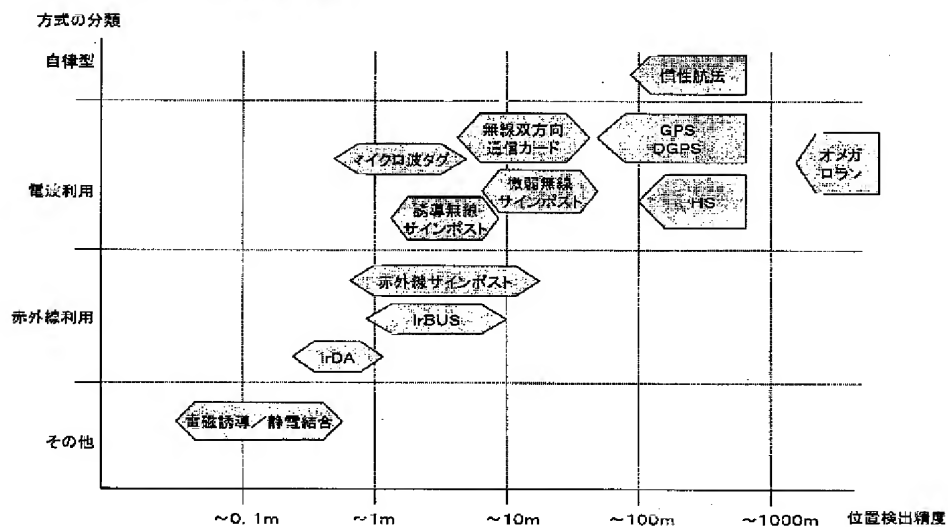 方式の分類
自律型
慣性航法
無線双方向
通信カード
GPS
DGPS
マイクロ波タグ
オメガ
ロラン
電波利用
微弱無線
サインポスト
誘導無線
サインポスト
赤外線サインポスト
赤外線利用
IrBUS
IrDA
電磁誘導/静電結合
その他
~0.1m
~1m
~10m
~100m
~1000m
位置検出精度